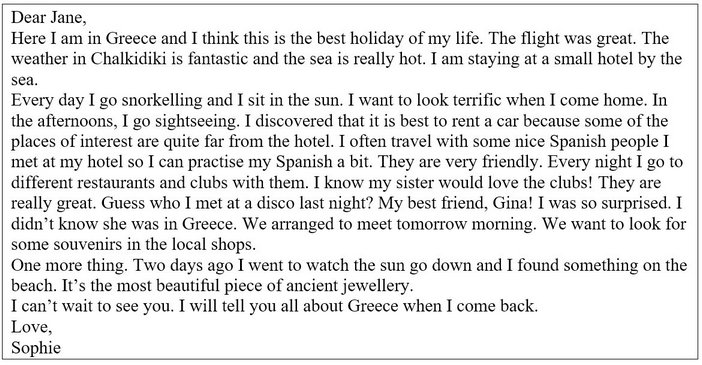 Dear Jane,
Here I am in Greece and I think this is the best holiday of my life. The flight was great. The
weather in Chalkidiki is fantastic and the sea is really hot. I am staying at a small hotel by the
sea.
Every day I go snorkelling and I sit in the sun. I want to look terrific when I come home. In
the afternoons, I go sightseeing. I discovered that it is best to rent a car because some of the
places of interest are quite far from the hotel. I often travel with some nice Spanish people I
met at my hotel so I can practise my Spanish a bit. They are very friendly. Every night I go to
different restaurants and clubs with them. I know my sister would love the clubs! They are
really great. Guess who I met at a disco last night? My best friend, Gina! I was so surprised. I
didn’t know she was in Greece. We arranged to meet tomorrow morning. We want to look for
some souvenirs in the local shops.
One more thing. Two days ago I went to watch the sun go down and I found something on the
beach. It’s the most beautiful piece of ancient jewellery.
I can’t wait to see you. I will tell you all about Greece when I come back.
Love,
Sophie